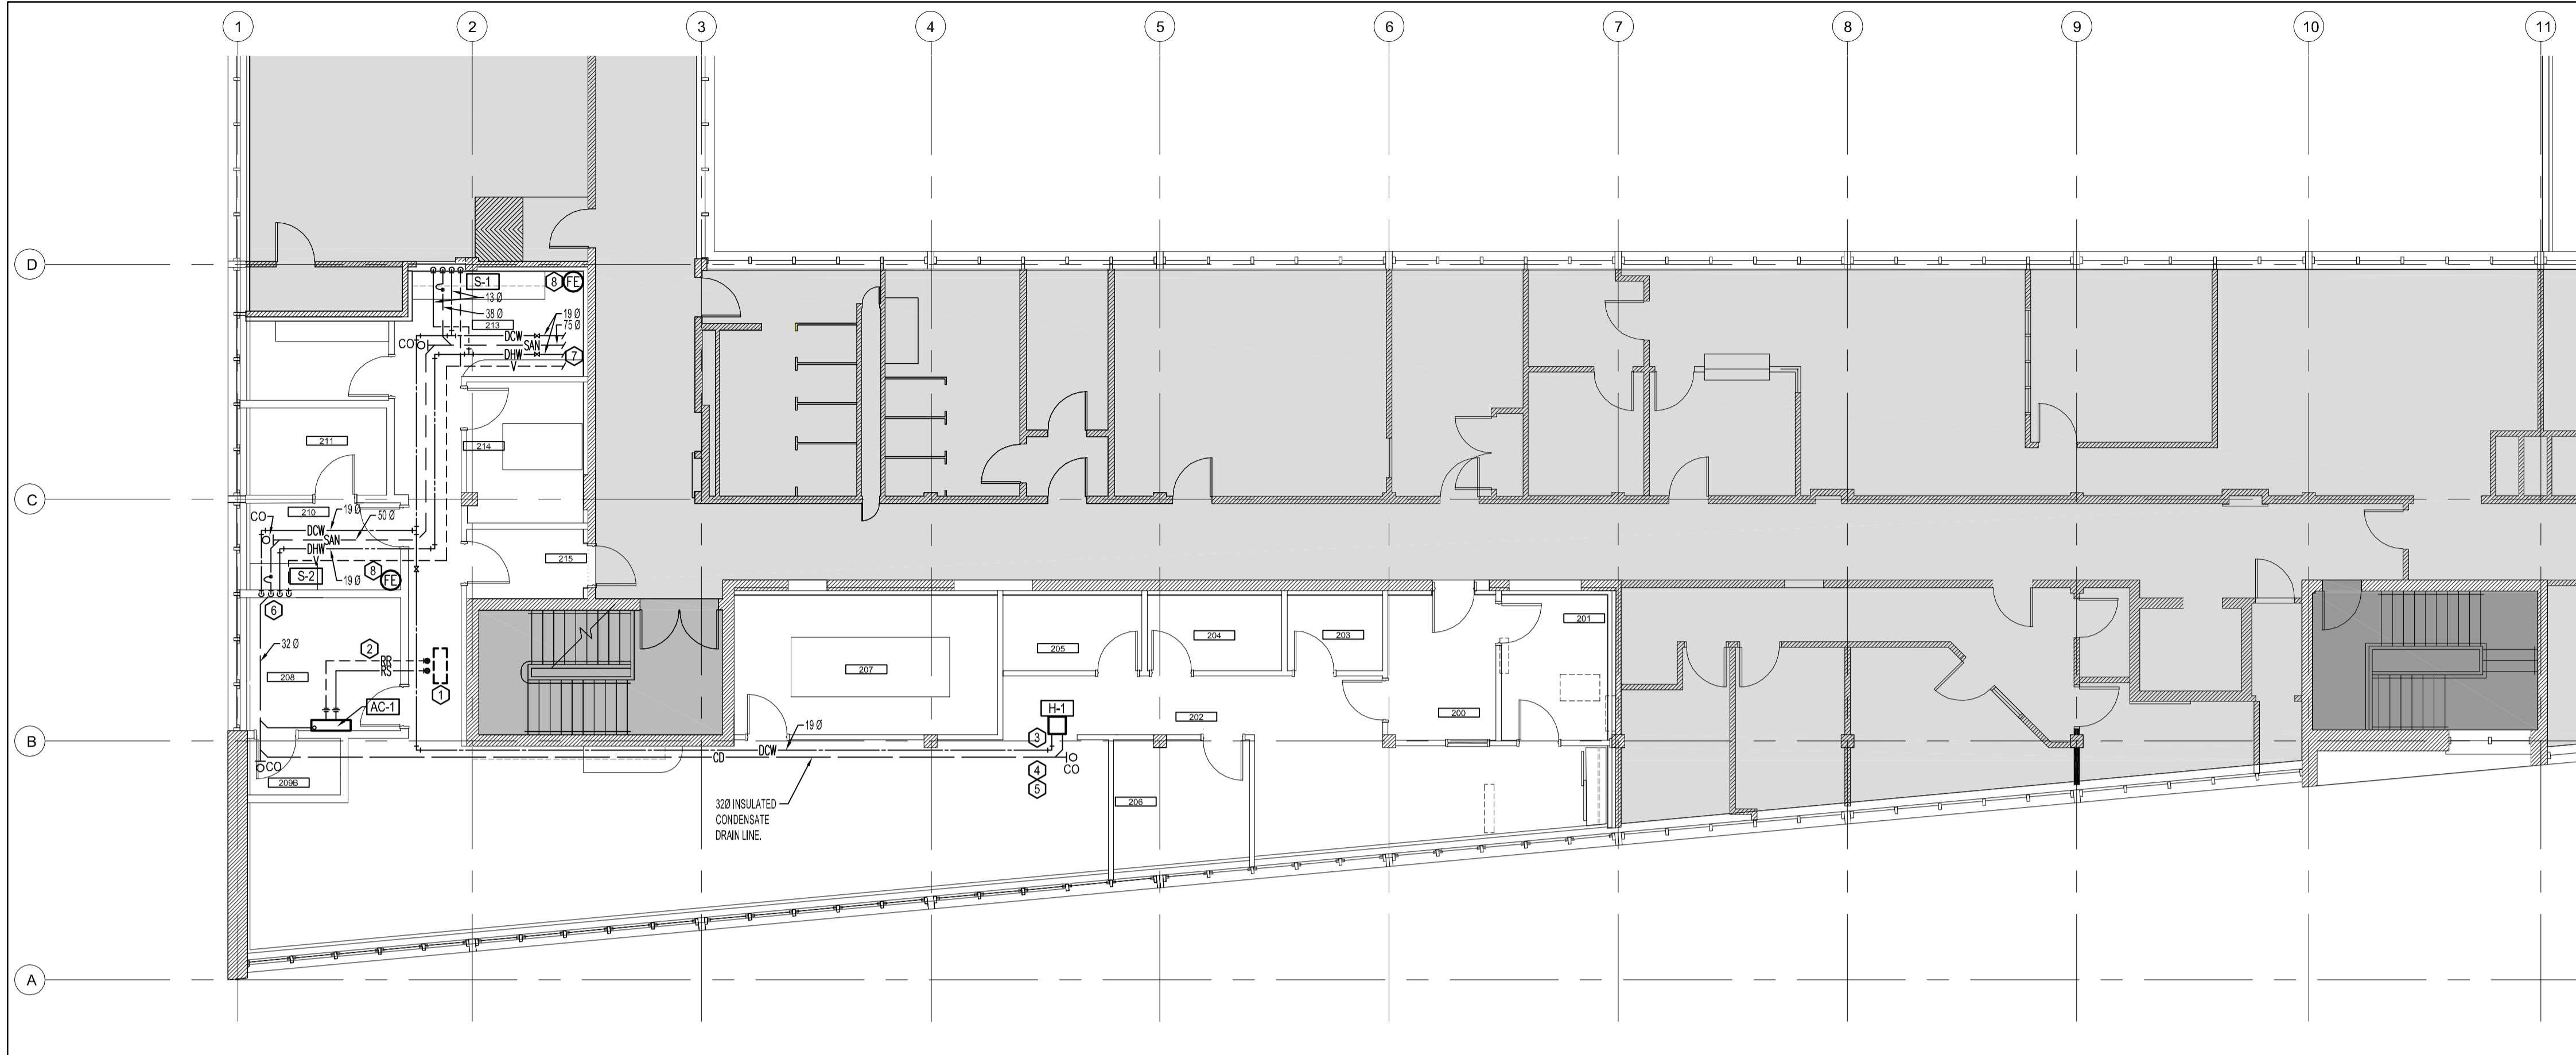 1
2
3
4
5
6
7
8
9
10
11
D
C
B
A
S-1
8
FE
13 Ø
38 Ø
213
19 Ø
75 Ø
CO
DCW
SAN
DHW
V
7
211
214
210
CO
19 Ø
50 Ø
DCW
SAN
DHW
V
S-2
19 Ø
8
FE
215
6
32 Ø
2
RR
RS
1
208
AC-1
CO
209B
207
205
204
203
201
200
202
H-1
3
19 Ø
DCW
CD
4
CO
5
206
32Ø INSULATED
CONDENSATE
DRAIN LINE.